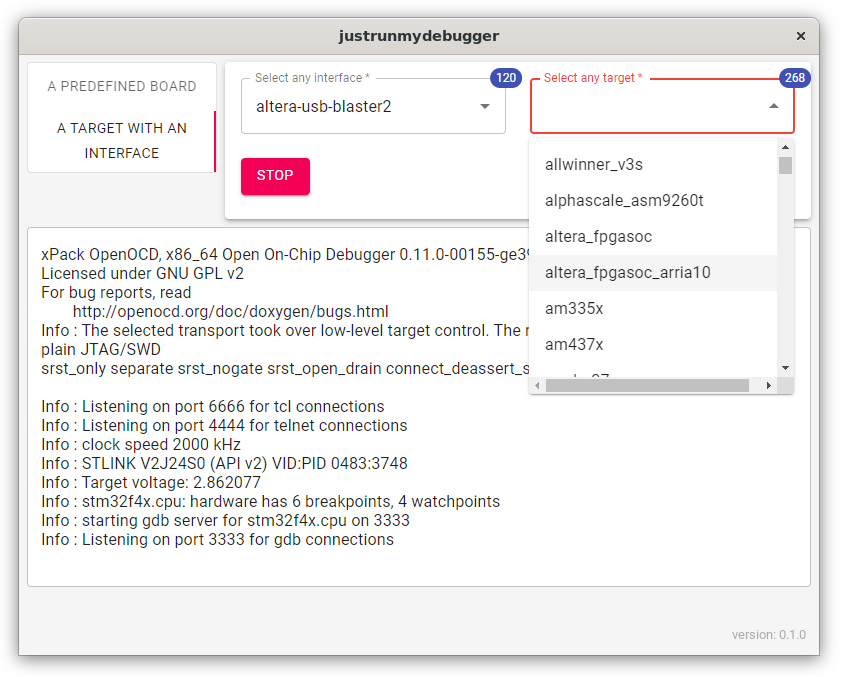 justrunmydebugger
A PREDEFINED BOARD
A TARGET WITH AN
INTERFACE
Select any interface *
120
altera-usb-blaster2
Select any target *
268
STOP
allwinner_v3s
alphascale_asm9260t
altera_fpgasoc
altera_fpgasoc_arria10
am335x
am437x
xPack OpenOCD, x86_64 Open On-Chip Debugger 0.11.0-00155-ge39
Licensed under GNU GPL v2
For bug reports, read
http://openocd.org/doc/doxygen/bugs.html
Info : The selected transport took over low-level target control. The
plain JTAG/SWD
srst_only separate srst_nogate srst_open_drain connect_deassert_s
Info : Listening on port 6666 for tcl connections
Info : Listening on port 4444 for telnet connections
Info : clock speed 2000 kHz
Info : STLINK V2J24S0 (API v2) VID:PID 0483:3748
Info : Target voltage: 2.862077
Info : stm32f4x.cpu: hardware has 6 breakpoints, 4 watchpoints
Info : starting gdb server for stm32f4x.cpu on 3333
Info : Listening on port 3333 for gdb connections
version: 0.1.0